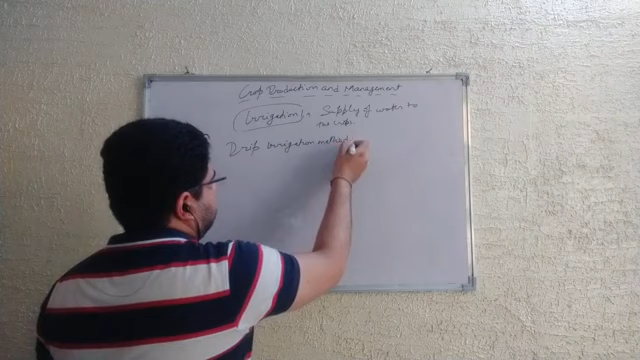 Crop Production and Management
Irrigation:- Supply of water to
the crops.
Drip Irrigation method